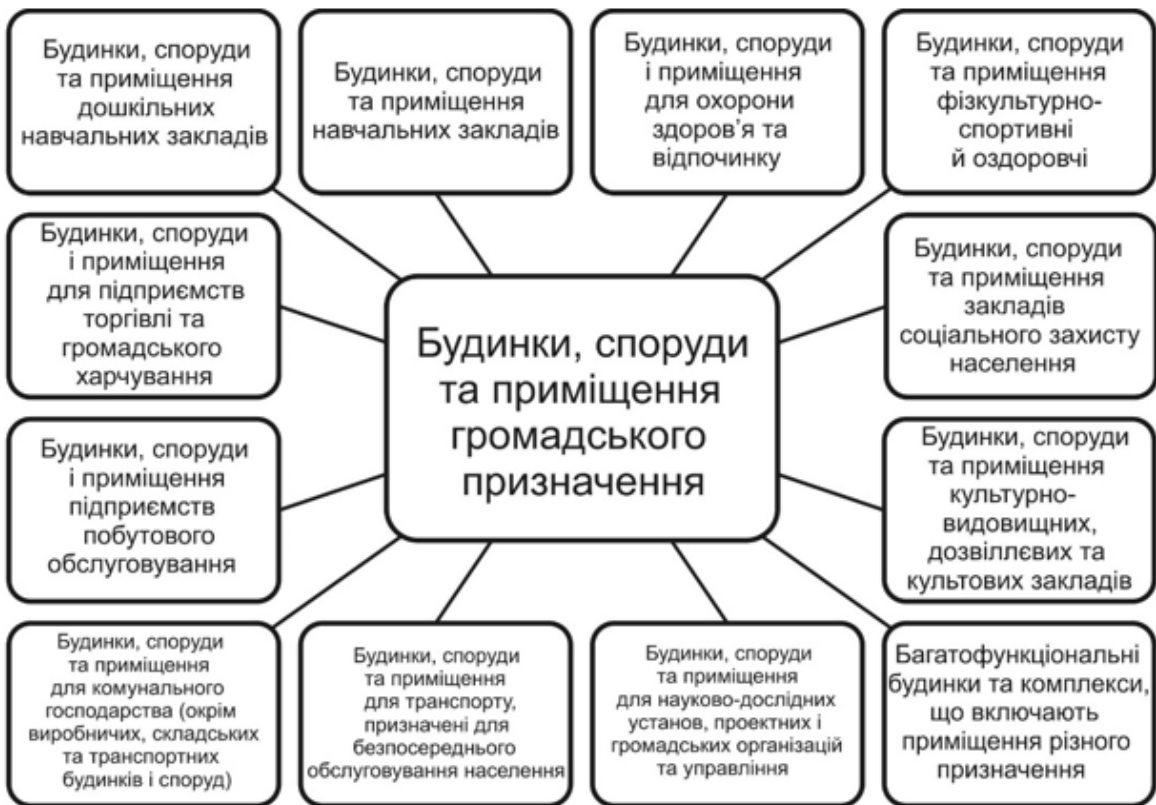 Будинки, споруди
та приміщення
дошкільних
навчальних закладів
Будинки, споруди
та приміщення
навчальних закладів
Будинки, споруди
і приміщення
для охорони
здоров’я та
відпочинку
Будинки, споруди
та приміщення
фізкультурно-
спортивні
й оздоровчі
Будинки, споруди
і приміщення
для підприємств
торгівлі та
громадського
харчування
Будинки, споруди
та приміщення
громадського
призначення
Будинки, споруди
та приміщення
закладів
соціального захисту
населення
Будинки, споруди
і приміщення
підприємств
побутового
обслуговування
Будинки, споруди
та приміщення
культурно-
видовищних,
дозвіллєвих та
культових закладів
Будинки, споруди
та приміщення
для комунального
господарства (окрім
виробничих, складських
та транспортних
будинків і споруд)
Будинки, споруди
та приміщення
для транспорту,
призначені для
безпосереднього
обслуговування населення
Будинки, споруди
та приміщення
для науково-дослідних
установ, проектних і
громадських організацій
та управління
Багатофункціональні
будинки та комплекси,
що включають
приміщення різного
призначення